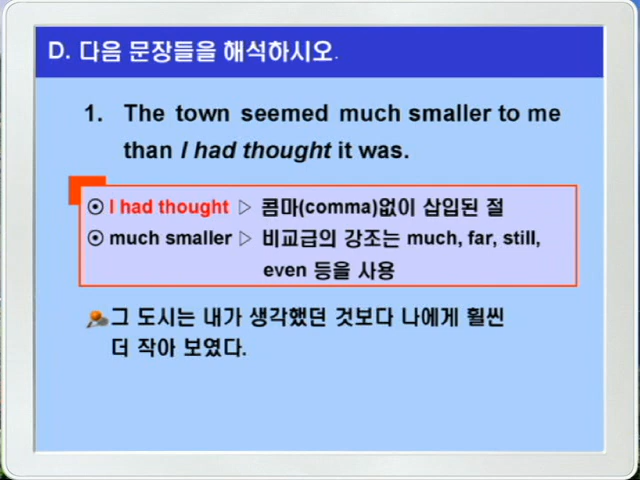 D. 다음 문장들을 해석하시오.
1. The town seemed much smaller to me
than I had thought it was.
⊙ I had thought ▷ 콤마(comma)없이 삽입된 절
⊙ much smaller ▷ 비교급의 강조는 much, far, still,
even 등을 사용
그 도시는 내가 생각했던 것보다 나에게 훨씬
더 작아 보였다.